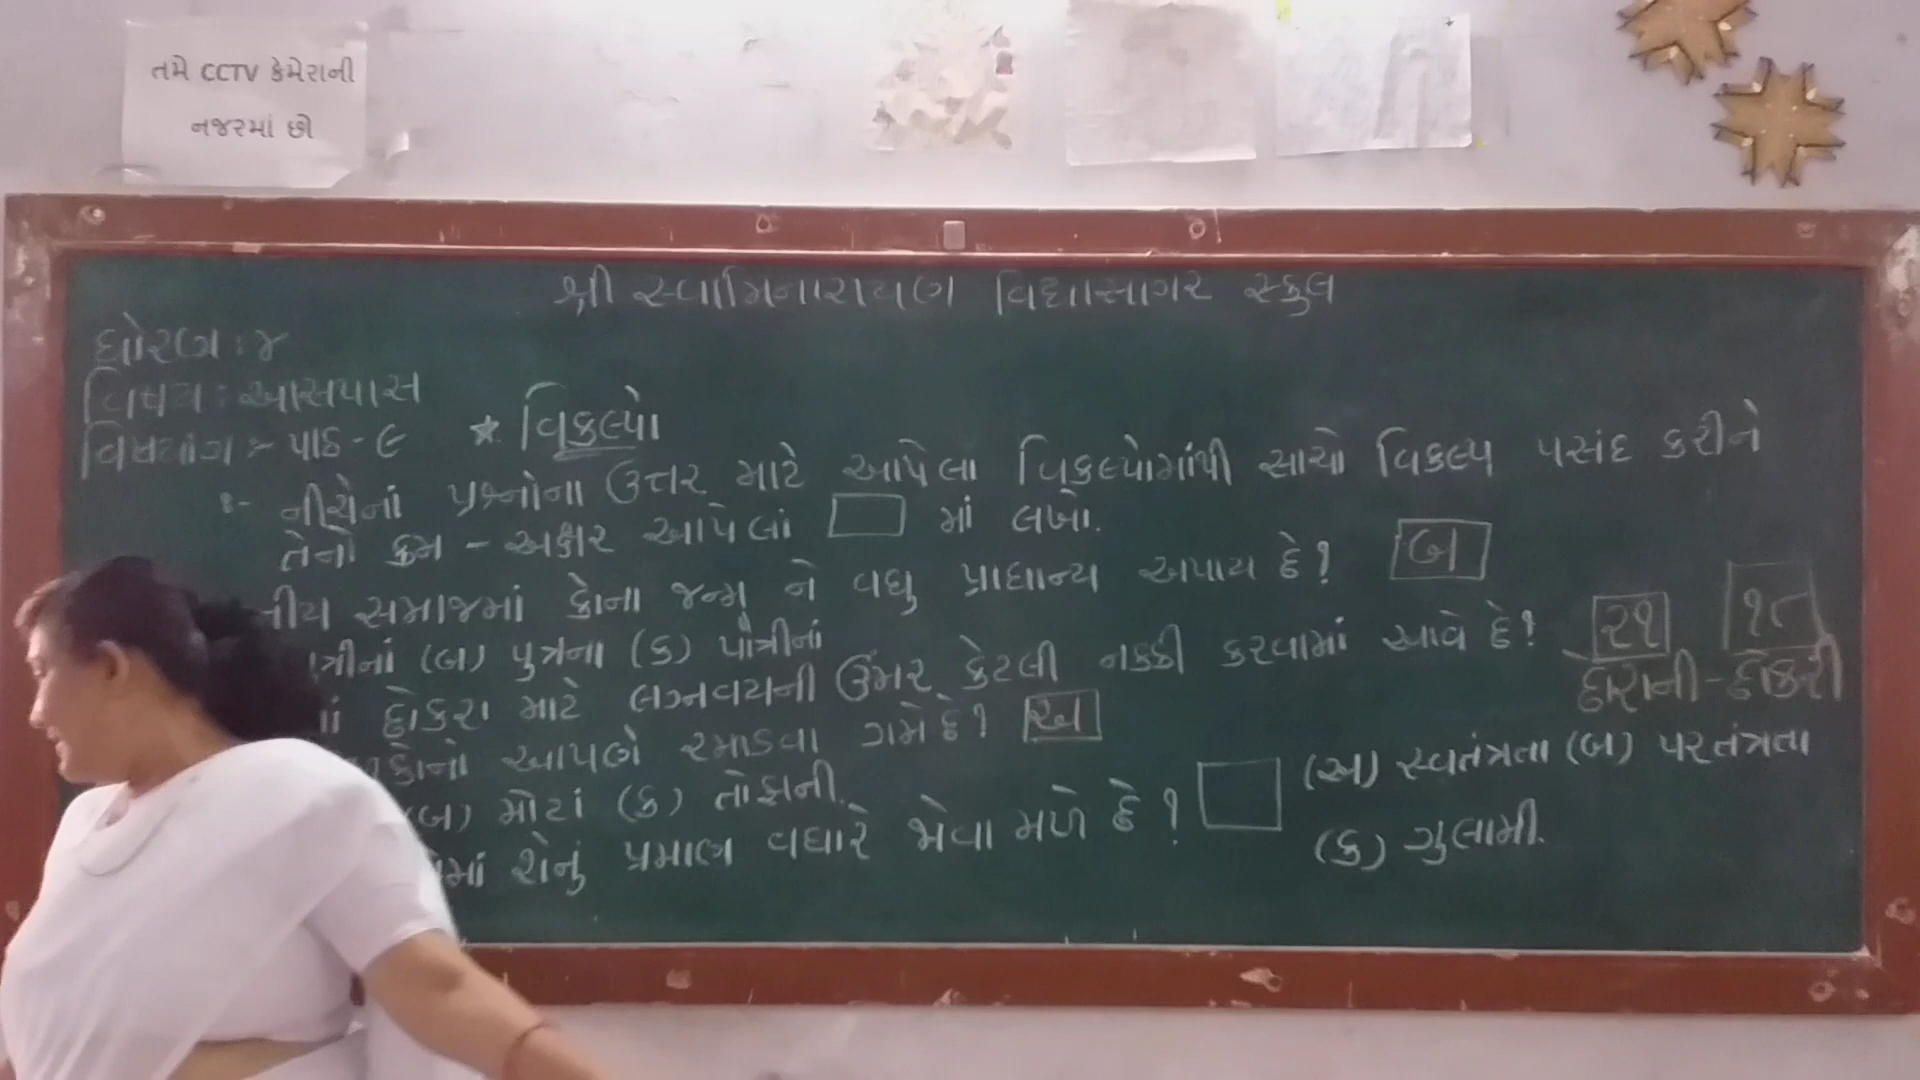 તમે CCTV કેમેરાની
નજરમાં છો
શ્રી સ્વામિનારાયણ વિદ્યાસાગર સ્કુલ
ધોરણ : ૪
વિષય : આસપાસ
વિષયાંગ :- પાઠ - ૯ ★ વિકલ્પો
:- નીચેનાં પ્રશ્નોના ઉત્તર માટે આપેલા વિકલ્પોમાંથી સાચો વિકલ્પ પસંદ કરીને
તેનો ક્રમ - અક્ષર આપેલાં માં લખો.
નીય સમાજમાં કોના જન્મ ને વધુ પ્રાધાન્ય અપાય છે? બ
ત્રીનાં (બ) પુત્રના (ક) પૌત્રીનાં
માં છોકરા માટે લગ્નવયની ઉંમર કેટલી નક્કી કરવામાં આવે છે? ૨૧ ૧૮
છોકરી
આપણે રમાડવા ગમે છે? અ
(બ) મોટાં (ક) તોફાની.
માં શેનું પ્રમાણ વધારે જોવા મળે છે? (અ) સ્વતંત્રતા (બ) પરતંત્રતા
(ક) ગુલામી.